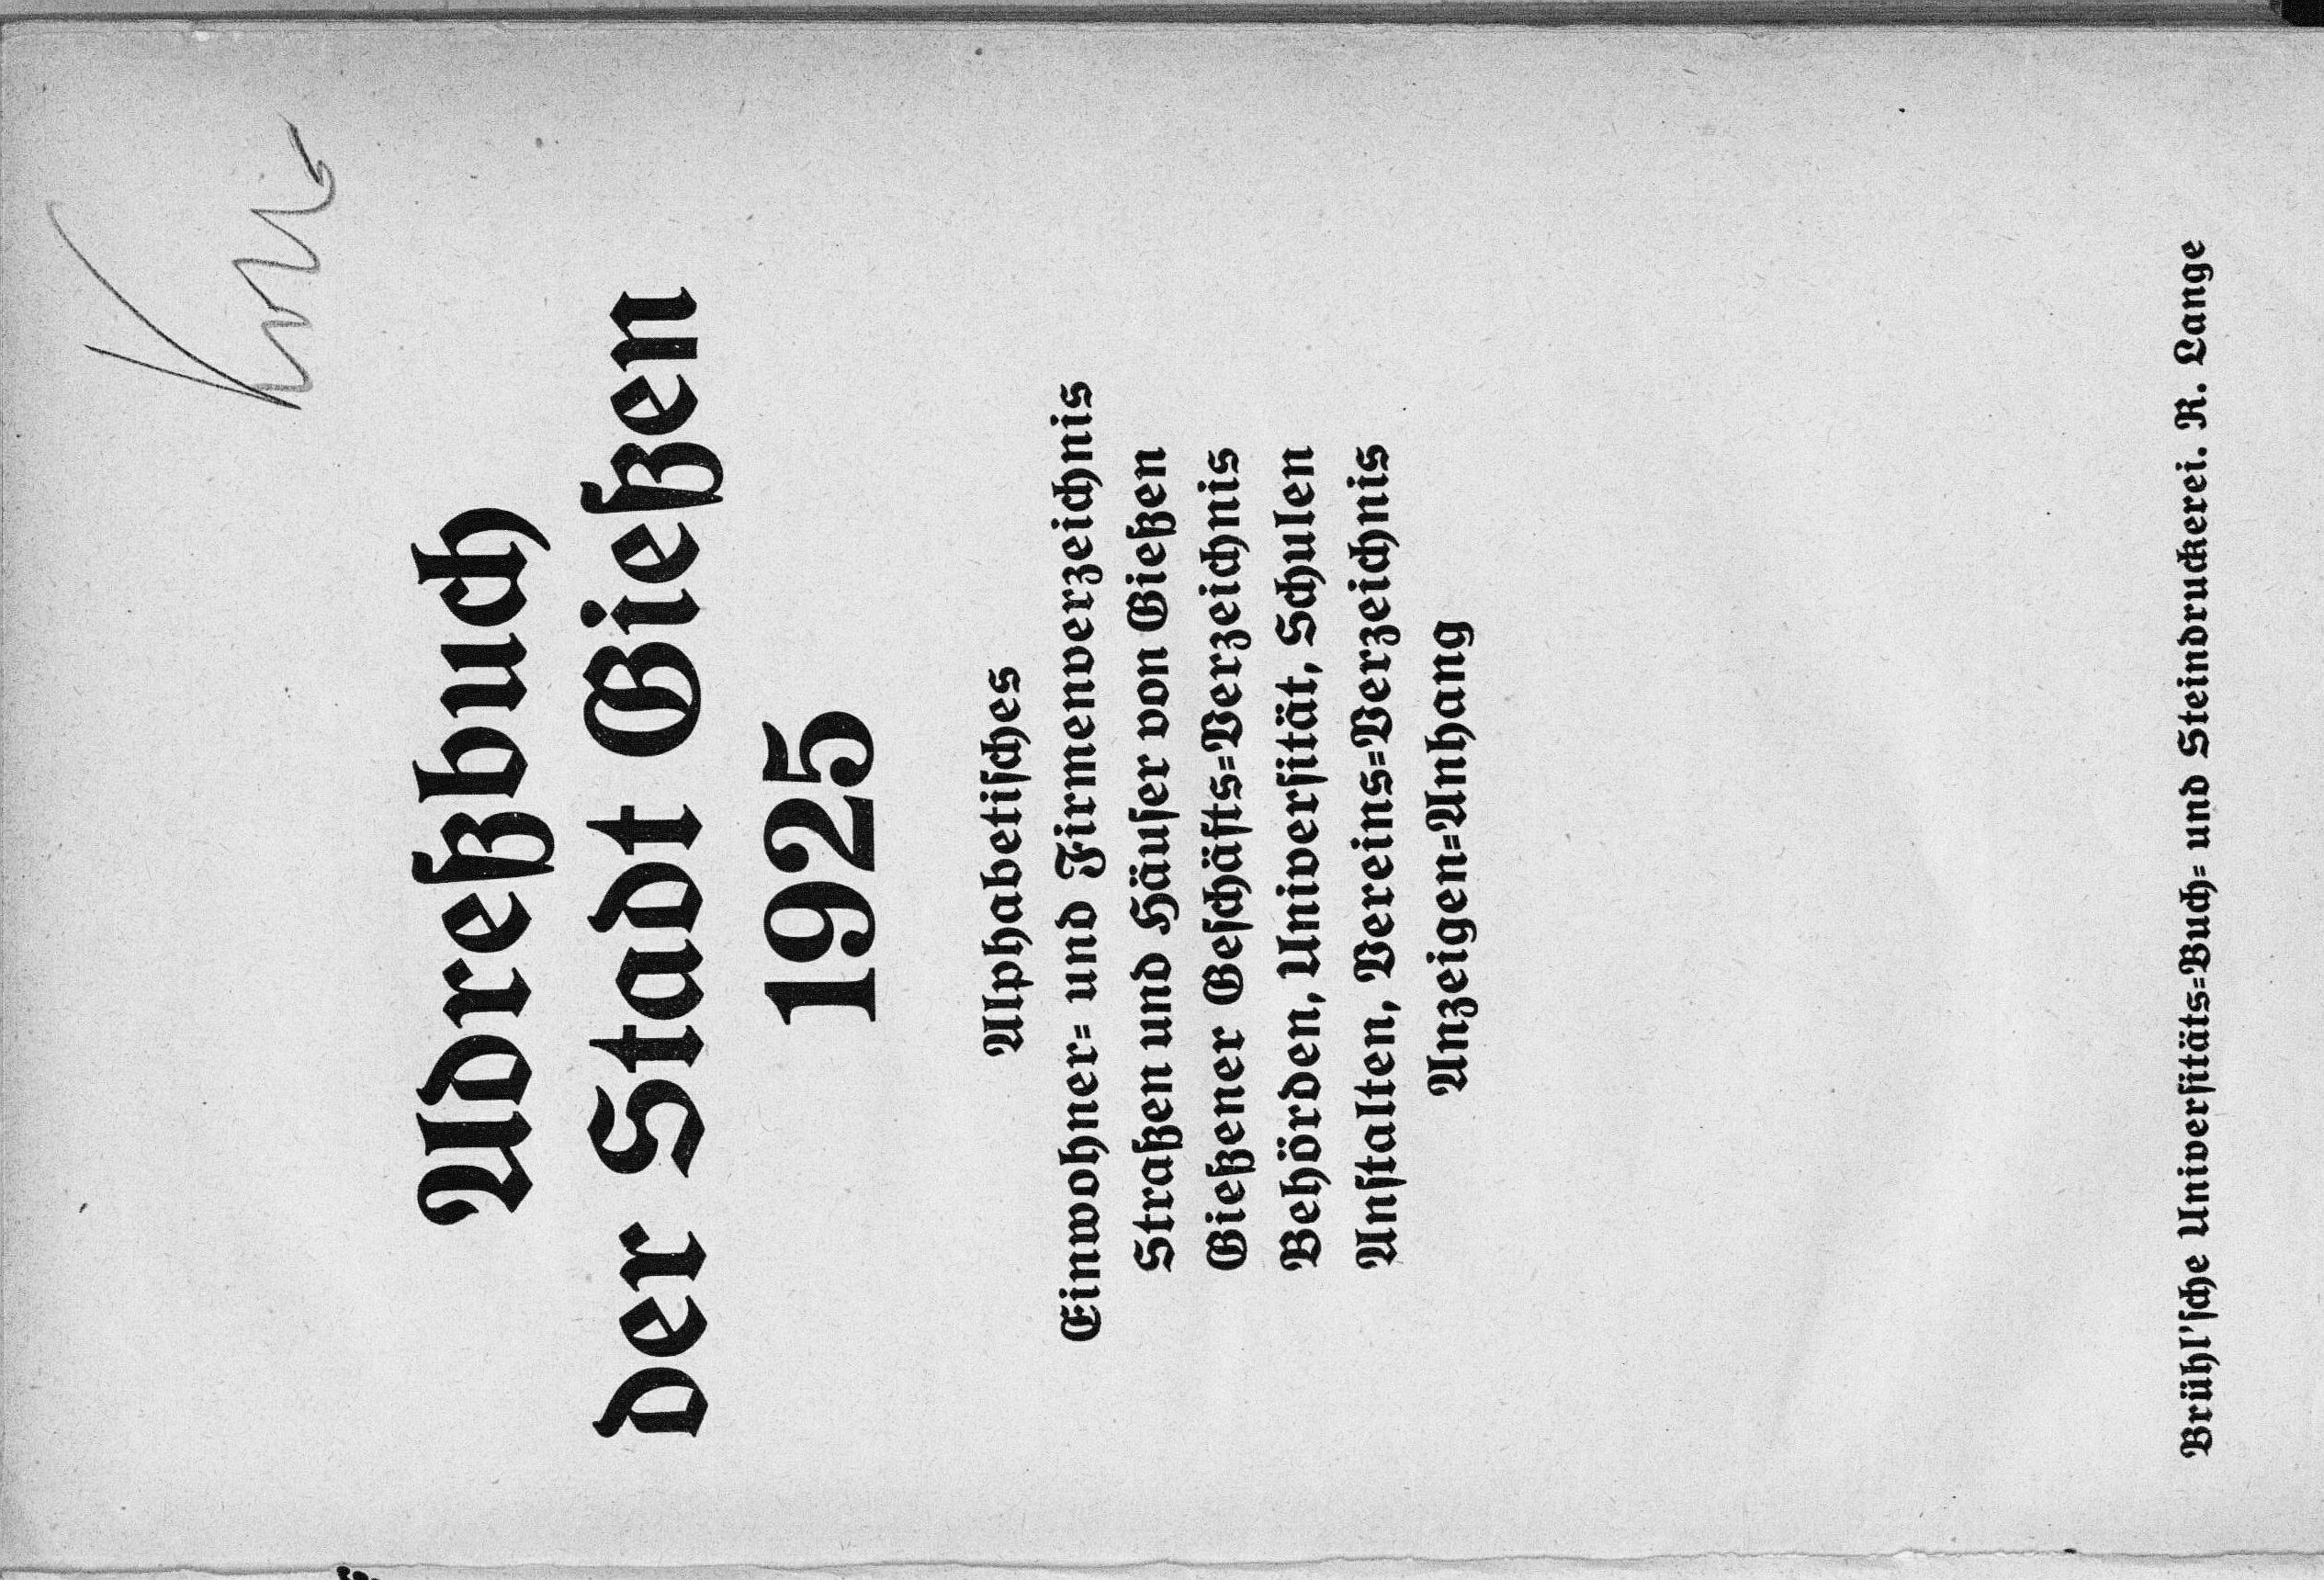 Adreßbuch
der Stadt Gießen
1925
Alphabetisches
Einwohner- und Firmenverzeichnis
Straßen und Häuser von Gießen
Gießener Geschäfts-Verzeichnis
Behörden, Universität, Schulen
Anstalten, Vereins-Verzeichnis
Anzeigen-Anhang
Brühl'sche Universitäts-Buch- und Steindruckerei. R. Lange